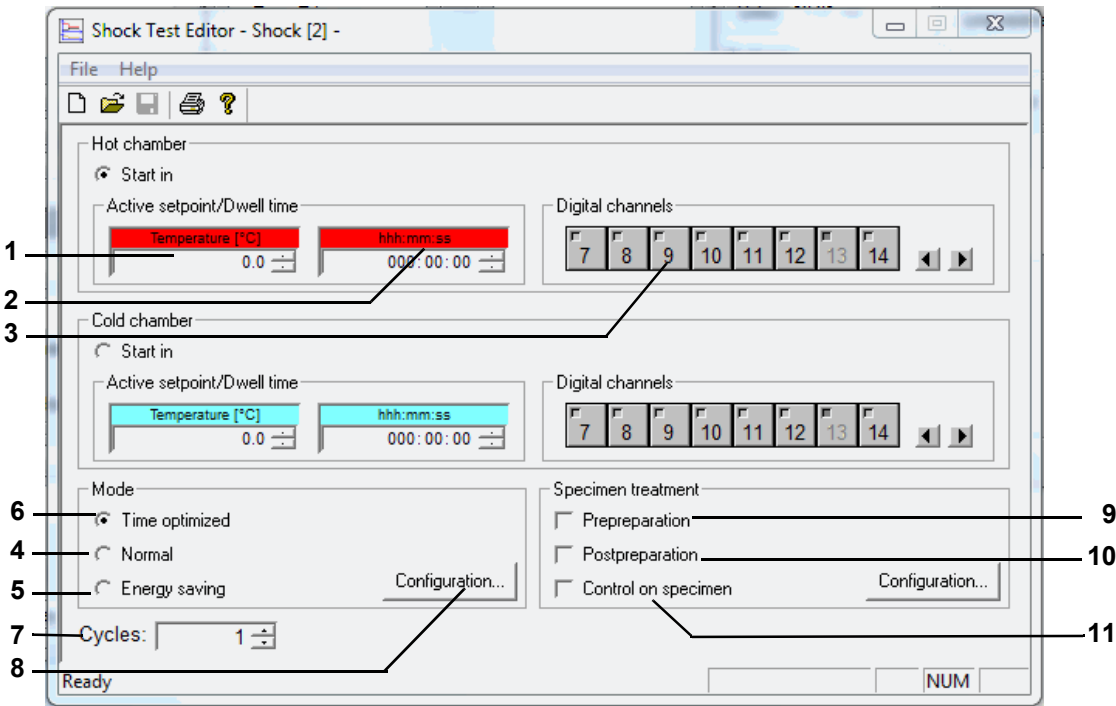 Shock Test Editor - Shock [2] -
File Help
Hot chamber
Start in
Active setpoint/Dwell time
Digital channels
Temperature [°C]
hhh:mm:ss
7 8 9 10 11 12 13 14
1
0.0
000:00:00
2
3
Cold chamber
Start in
Active setpoint/Dwell time
Digital channels
Temperature [°C]
hhh:mm:ss
7 8 9 10 11 12 13 14
0.0
000:00:00
Mode
Specimen treatment
6
Time optimized
Prepreparation
9
4
Normal
Postpreparation
10
5
Energy saving
Configuration...
Control on specimen
Configuration...
7
Cycles:
1
11
8
Ready
NUM